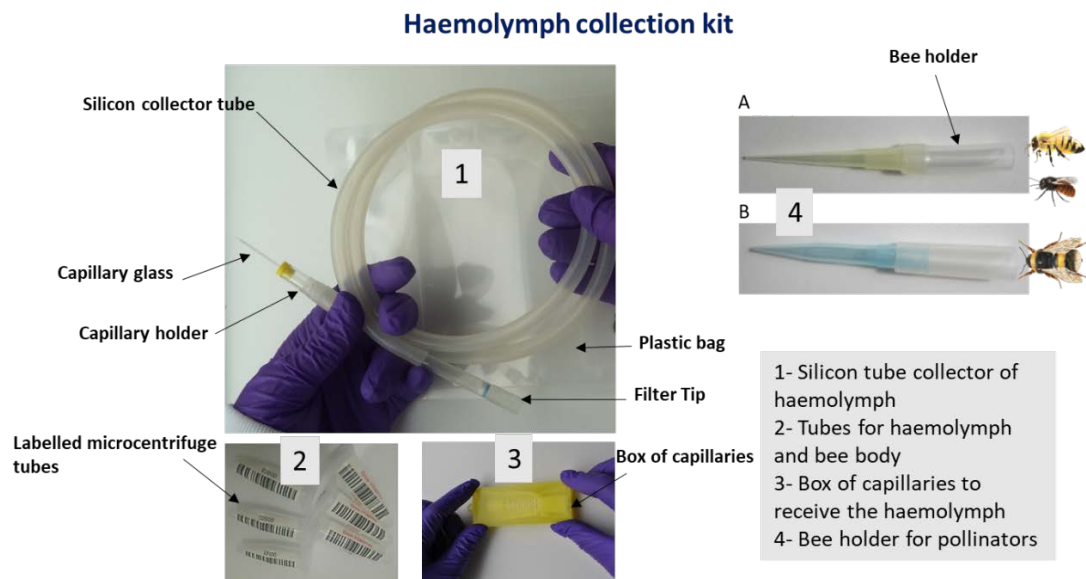 Haemolymph collection kit
Silicon collector tube
1
Capillary glass
Capillary holder
Plastic bag
Filter Tip
Labelled microcentrifuge
tubes
2
3
Box of capillaries
Bee holder
A
B
4
1- Silicon tube collector of
haemolymph
2- Tubes for haemolymph
and bee body
3- Box of capillaries to
receive the haemolymph
4- Bee holder for pollinators